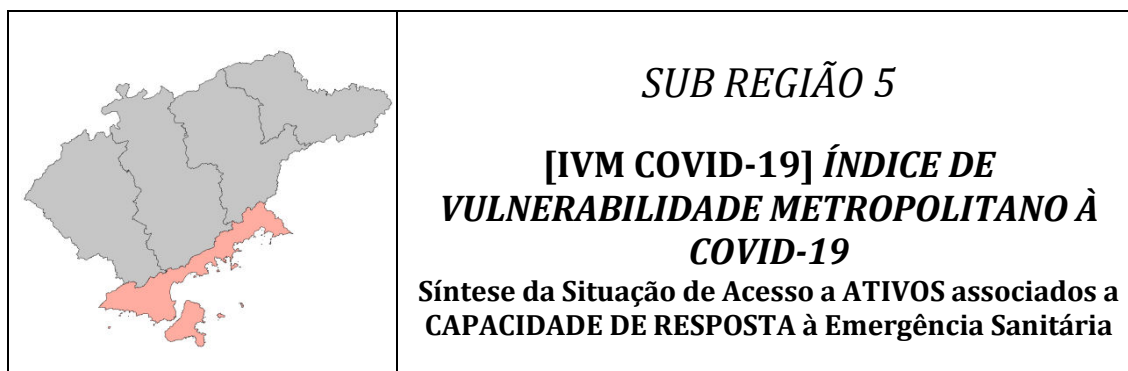 SUB REGIÃO 5
[IVM COVID-19] ÍNDICE DE
VULNERABILIDADE METROPOLITANO À
COVID-19
Síntese da Situação de Acesso a ATIVOS associados a
CAPACIDADE DE RESPOSTA à Emergência Sanitária